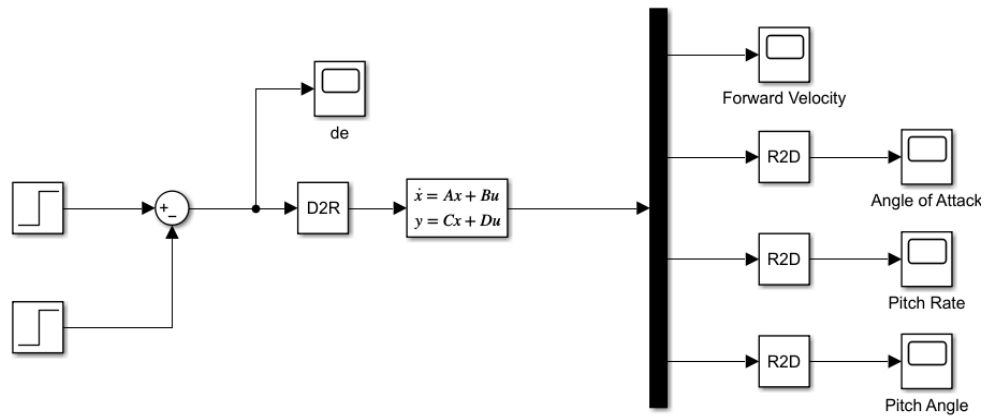 Forward Velocity
de
R2D
Angle of Attack
+
−
D2R
ẋ = Ax + Bu
y = Cx + Du
R2D
Pitch Rate
R2D
Pitch Angle